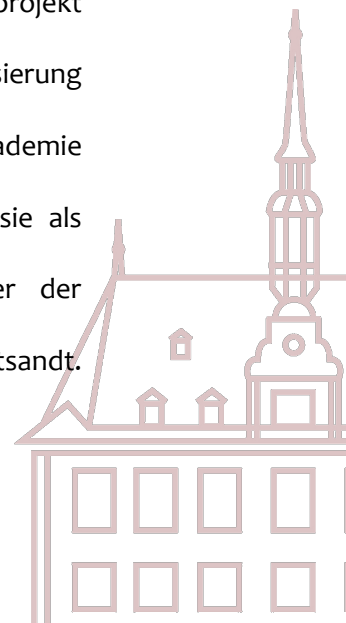 projekt
sierung
ademie
sie als
er der
tsandt.